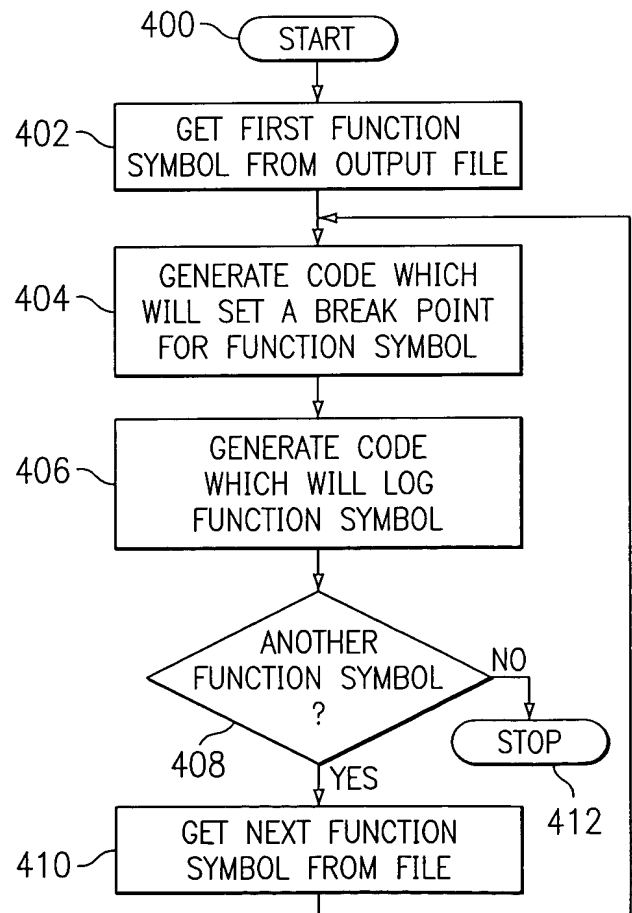 400
START
402
GET FIRST FUNCTION
SYMBOL FROM OUTPUT FILE
404
GENERATE CODE WHICH
WILL SET A BREAK POINT
FOR FUNCTION SYMBOL
406
GENERATE CODE
WHICH WILL LOG
FUNCTION SYMBOL
ANOTHER
FUNCTION SYMBOL
?
NO
408
YES
STOP
412
410
GET NEXT FUNCTION
SYMBOL FROM FILE